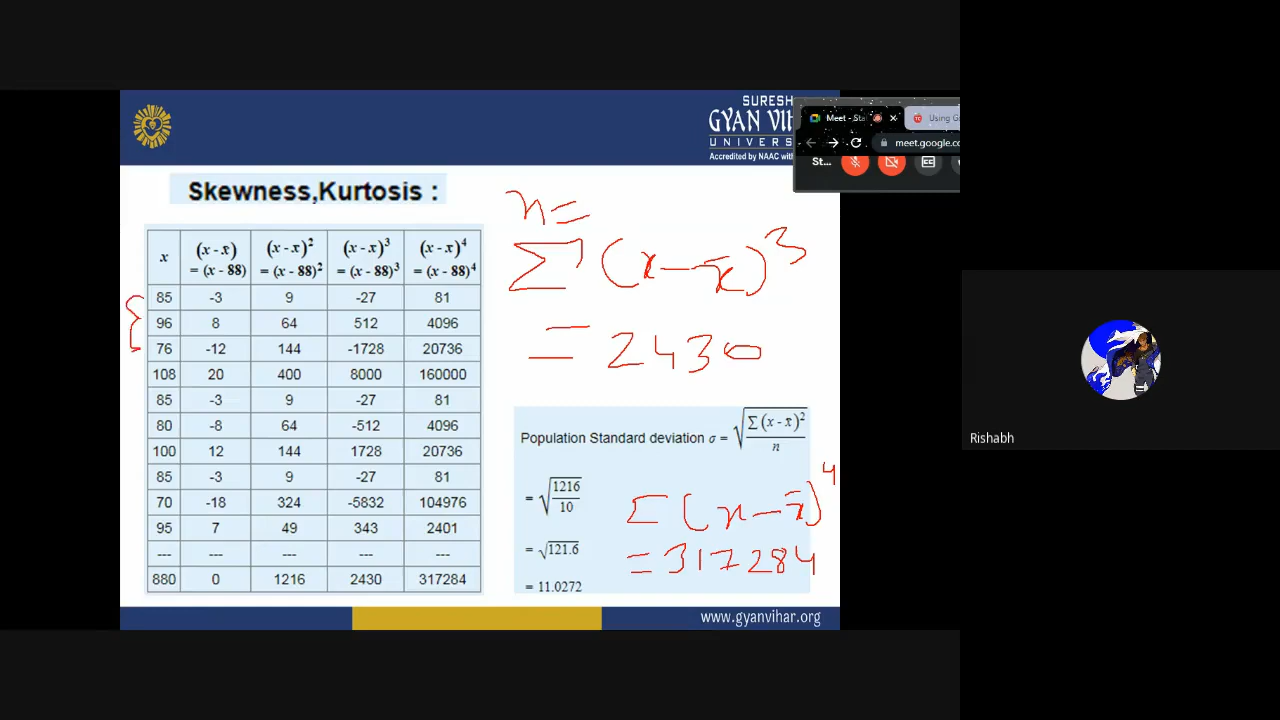 SURESH
GYAN VIH
UNIVERS
Accredited by NAAC with
Meet - Sta
Using G
meet.google.co
St...
Skewness,Kurtosis :
x (x - x̄) = (x - 88) (x - x̄)² = (x - 88)² (x - x̄)³ = (x - 88)³ (x - x̄)⁴ = (x - 88)⁴
85 -3 9 -27 81
96 8 64 512 4096
76 -12 144 -1728 20736
108 20 400 8000 160000
85 -3 9 -27 81
80 -8 64 -512 4096
100 12 144 1728 20736
85 -3 9 -27 81
70 -18 324 -5832 104976
95 7 49 343 2401
--- --- --- --- ---
880 0 1216 2430 317284
n =
Σ (x - x̄)³
= 2430
Population Standard deviation σ = √(Σ (x - x̄)² / n)
= √(1216 / 10)
= √121.6
= 11.0272
Σ (x - x̄)⁴
= 317284
www.gyanvihar.org
Rishabh